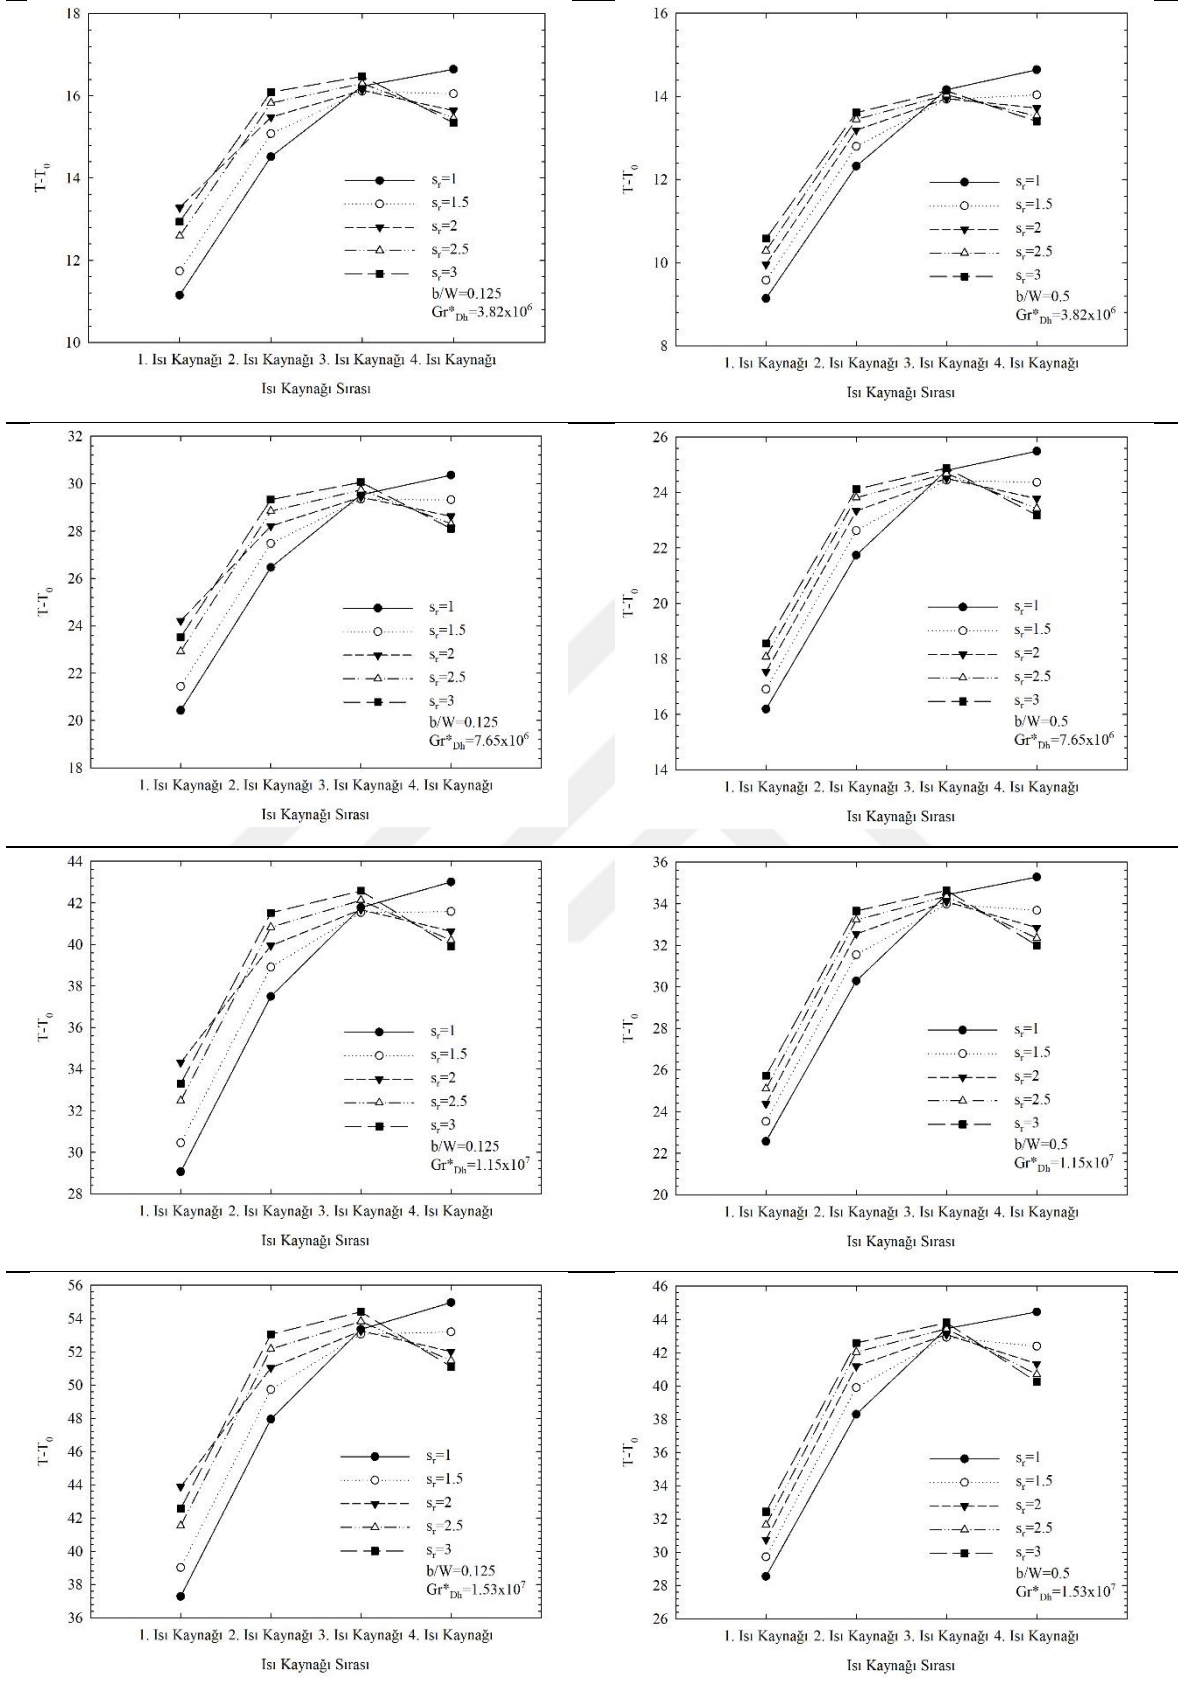 18
16
14
12
10
T-T0
sr=1
sr=1.5
sr=2
sr=2.5
sr=3
b/W=0.125
Gr*Dh=3.82x10^6
1. Isı Kaynağı 2. Isı Kaynağı 3. Isı Kaynağı 4. Isı Kaynağı
Isı Kaynağı Sırası
16
14
12
10
8
T-T0
sr=1
sr=1.5
sr=2
sr=2.5
sr=3
b/W=0.5
Gr*Dh=3.82x10^6
1. Isı Kaynağı 2. Isı Kaynağı 3. Isı Kaynağı 4. Isı Kaynağı
Isı Kaynağı Sırası
32
30
28
26
24
22
20
18
T-T0
sr=1
sr=1.5
sr=2
sr=2.5
sr=3
b/W=0.125
Gr*Dh=7.65x10^6
1. Isı Kaynağı 2. Isı Kaynağı 3. Isı Kaynağı 4. Isı Kaynağı
Isı Kaynağı Sırası
26
24
22
20
18
16
14
T-T0
sr=1
sr=1.5
sr=2
sr=2.5
sr=3
b/W=0.5
Gr*Dh=7.65x10^6
1. Isı Kaynağı 2. Isı Kaynağı 3. Isı Kaynağı 4. Isı Kaynağı
Isı Kaynağı Sırası
44
42
40
38
36
34
32
30
28
T-T0
sr=1
sr=1.5
sr=2
sr=2.5
sr=3
b/W=0.125
Gr*Dh=1.15x10^7
1. Isı Kaynağı 2. Isı Kaynağı 3. Isı Kaynağı 4. Isı Kaynağı
Isı Kaynağı Sırası
36
34
32
30
28
26
24
22
20
T-T0
sr=1
sr=1.5
sr=2
sr=2.5
sr=3
b/W=0.5
Gr*Dh=1.15x10^7
1. Isı Kaynağı 2. Isı Kaynağı 3. Isı Kaynağı 4. Isı Kaynağı
Isı Kaynağı Sırası
56
54
52
50
48
46
44
42
40
38
36
T-T0
sr=1
sr=1.5
sr=2
sr=2.5
sr=3
b/W=0.125
Gr*Dh=1.53x10^7
1. Isı Kaynağı 2. Isı Kaynağı 3. Isı Kaynağı 4. Isı Kaynağı
Isı Kaynağı Sırası
46
44
42
40
38
36
34
32
30
28
26
T-T0
sr=1
sr=1.5
sr=2
sr=2.5
sr=3
b/W=0.5
Gr*Dh=1.53x10^7
1. Isı Kaynağı 2. Isı Kaynağı 3. Isı Kaynağı 4. Isı Kaynağı
Isı Kaynağı Sırası